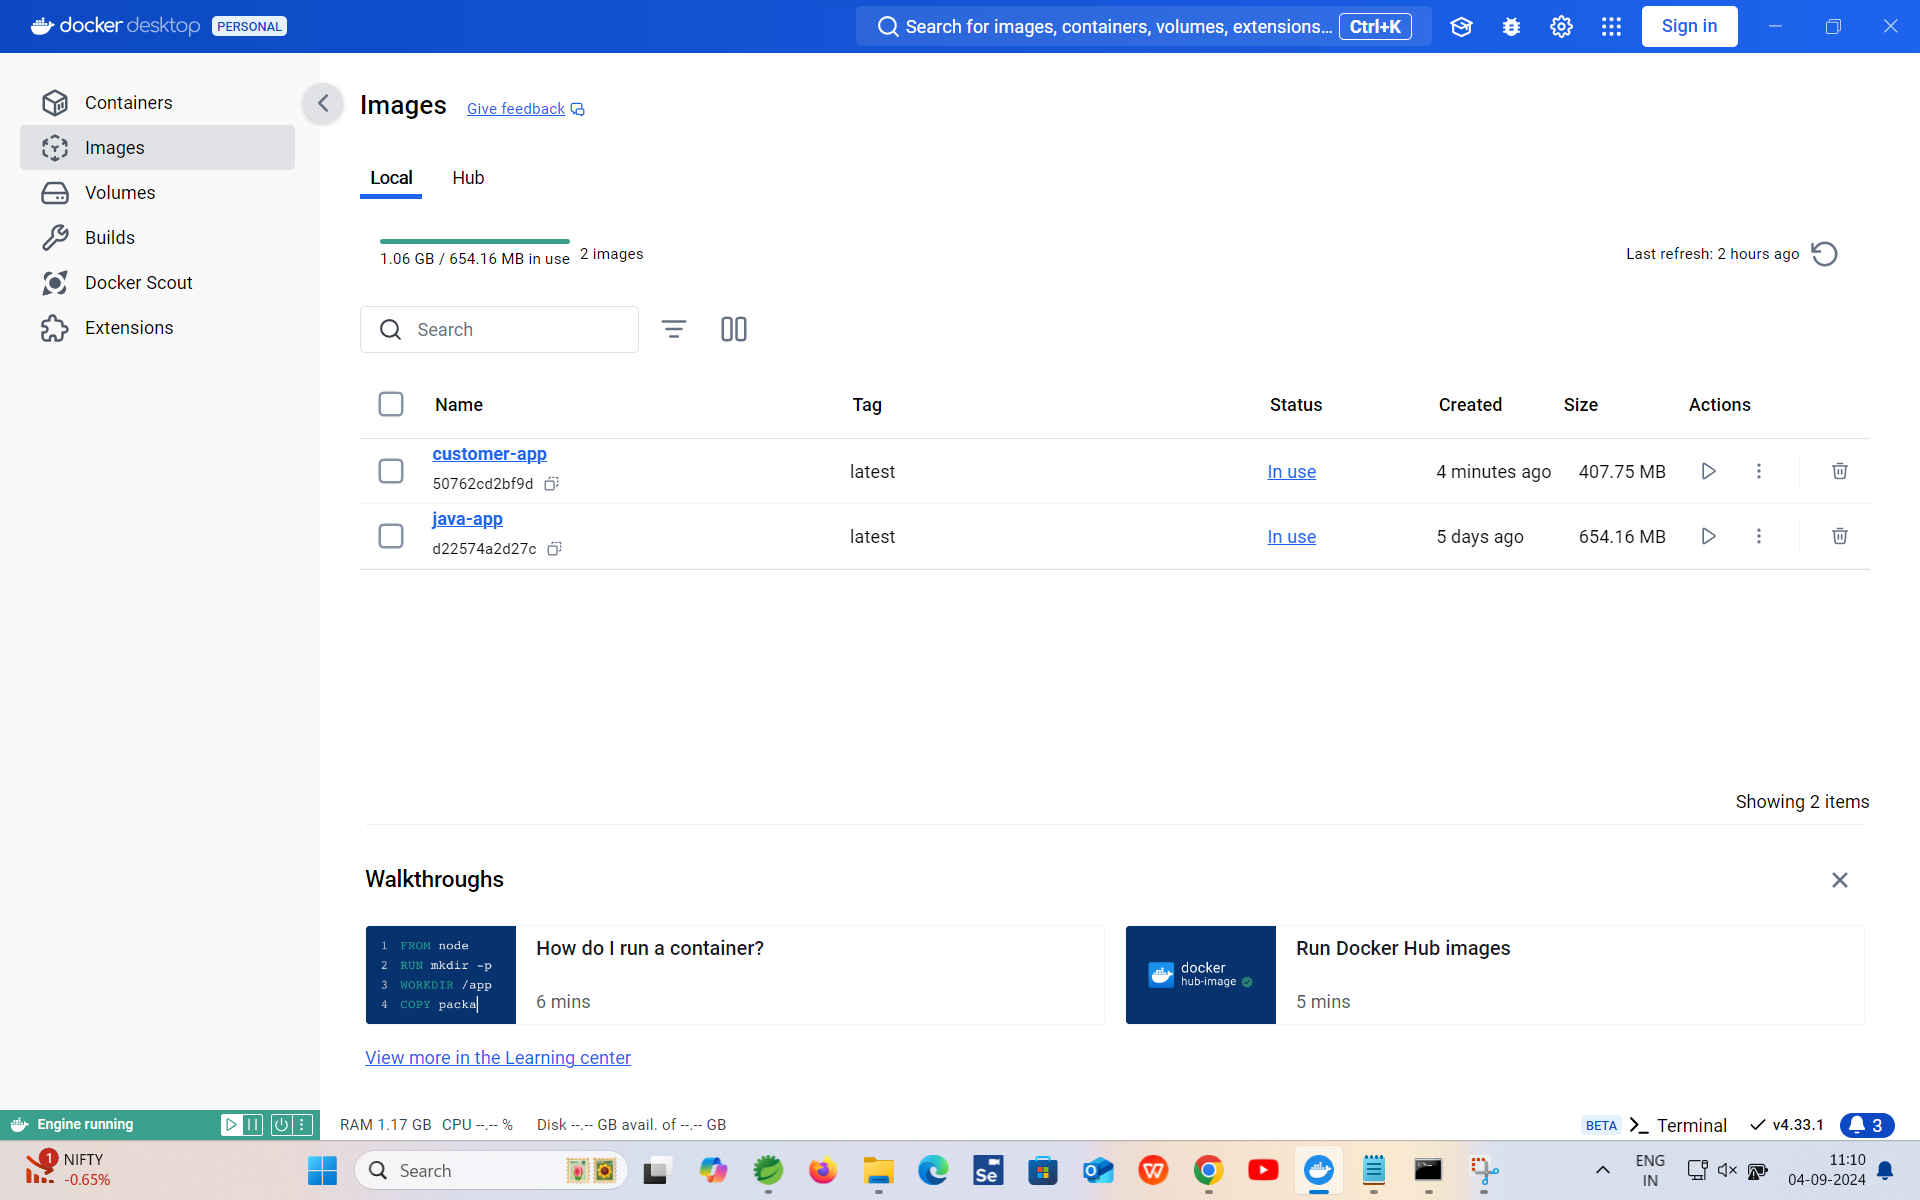 docker desktop PERSONAL
Search for images, containers, volumes, extensions... Ctrl+K
Sign in
Containers
Images
Volumes
Builds
Docker Scout
Extensions
Images Give feedback
Local Hub
1.06 GB / 654.16 MB in use 2 images
Last refresh: 2 hours ago
Search
Name Tag Status Created Size Actions
customer-app
50762cd2bf9d
latest In use 4 minutes ago 407.75 MB
java-app
d22574a2d27c
latest In use 5 days ago 654.16 MB
Showing 2 items
Walkthroughs
1 FROM node
2 RUN mkdir -p
3 WORKDIR /app
4 COPY packa
How do I run a container?
6 mins
docker
hub-image
Run Docker Hub images
5 mins
View more in the Learning center
Engine running
RAM 1.17 GB CPU --.-- % Disk --.-- GB avail. of --.-- GB
BETA >_ Terminal v4.33.1 3
1
NIFTY
-0.65%
Search
Se
W
ENG
IN
11:10
04-09-2024